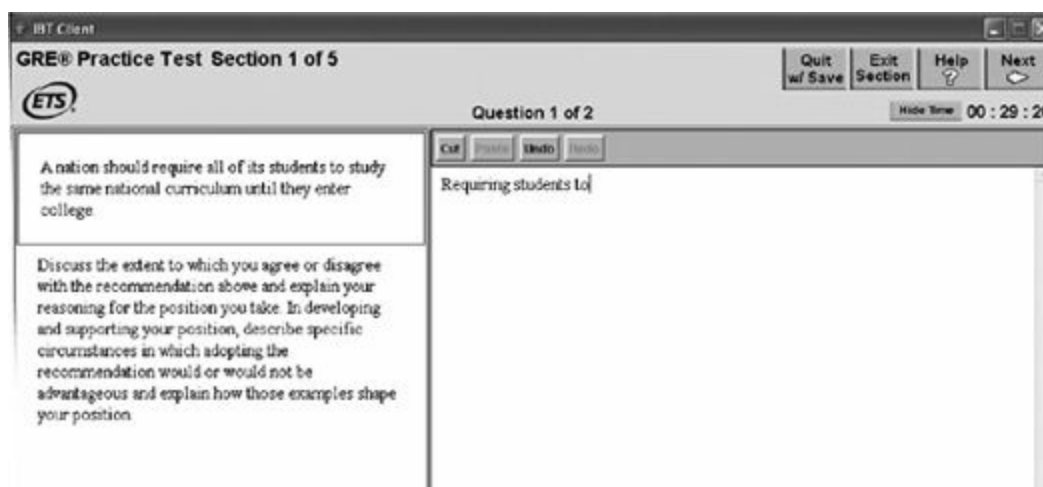 IBT Client
GRE® Practice Test Section 1 of 5
Quit w/ Save
Exit Section
Help ?
Next
ETS
Question 1 of 2
Hide Time 00 : 29 : 2
Cut Paste Undo Redo
A nation should require all of its students to study
the same national curriculum until they enter
college.
Requiring students to
Discuss the extent to which you agree or disagree
with the recommendation above and explain your
reasoning for the position you take. In developing
and supporting your position, describe specific
circumstances in which adopting the
recommendation would or would not be
advantageous and explain how those examples shape
your position.